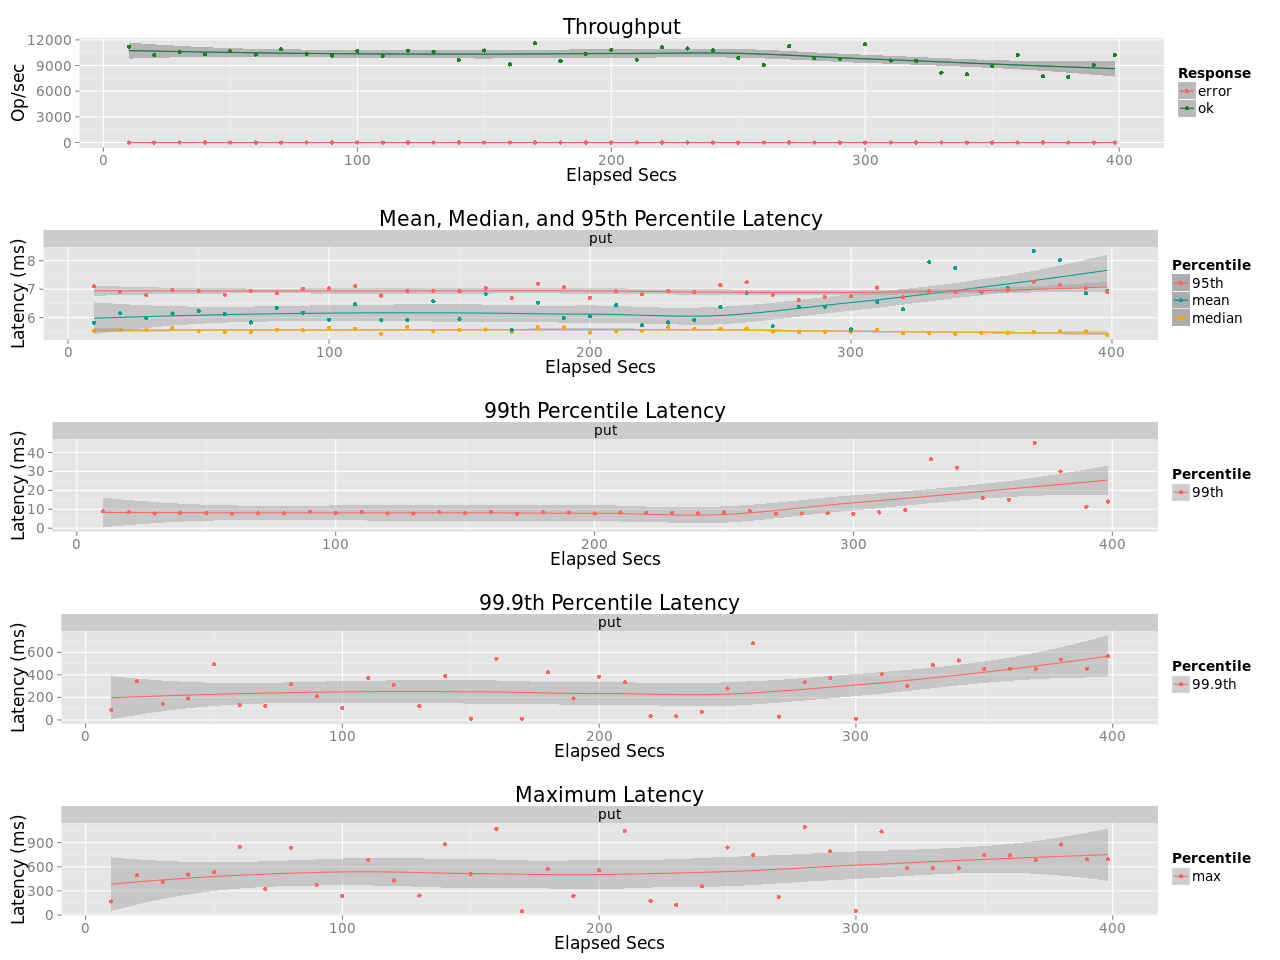 Throughput
12000
9000
6000
3000
0
Op/sec
0 100 200 300 400
Elapsed Secs
Response
error
ok
Mean, Median, and 95th Percentile Latency
put
8
7
6
Latency (ms)
0 100 200 300 400
Elapsed Secs
Percentile
95th
mean
median
99th Percentile Latency
put
40
30
20
10
0
Latency (ms)
0 100 200 300 400
Elapsed Secs
Percentile
99th
99.9th Percentile Latency
put
600
400
200
0
Latency (ms)
0 100 200 300 400
Elapsed Secs
Percentile
99.9th
Maximum Latency
put
900
600
300
0
Latency (ms)
0 100 200 300 400
Elapsed Secs
Percentile
max